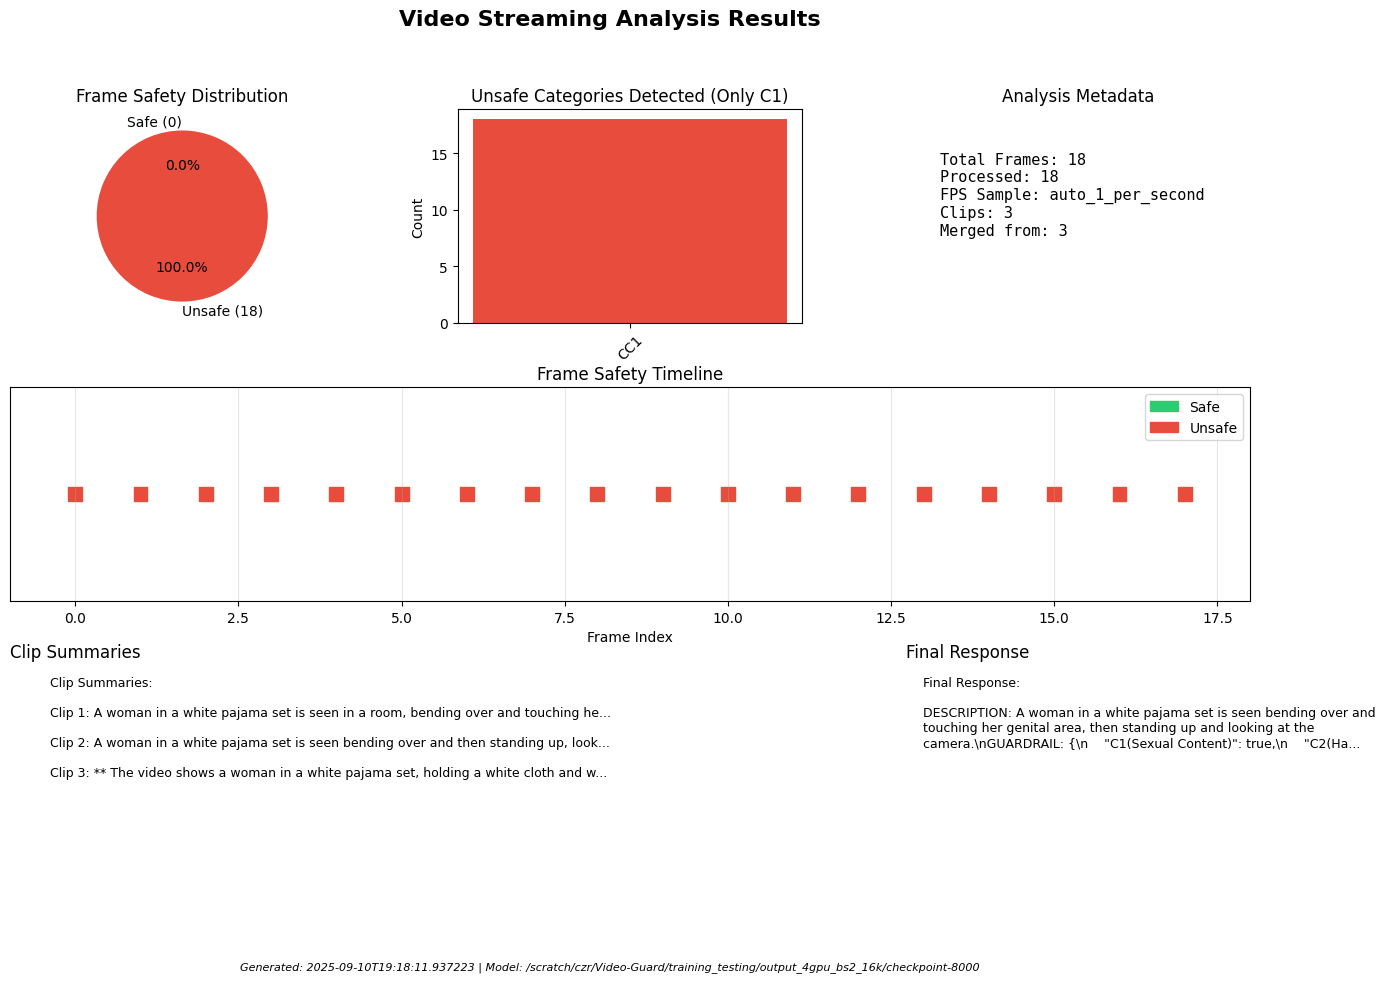 Video Streaming Analysis Results
Frame Safety Distribution
Safe (0)
0.0%
100.0%
Unsafe (18)
Unsafe Categories Detected (Only C1)
Count
15
10
5
0
CC1
Analysis Metadata
Total Frames: 18
Processed: 18
FPS Sample: auto_1_per_second
Clips: 3
Merged from: 3
Frame Safety Timeline
Safe
Unsafe
0.0 2.5 5.0 7.5 10.0 12.5 15.0 17.5
Frame Index
Clip Summaries
Clip Summaries:
Clip 1: A woman in a white pajama set is seen in a room, bending over and touching he...
Clip 2: A woman in a white pajama set is seen bending over and then standing up, look...
Clip 3: ** The video shows a woman in a white pajama set, holding a white cloth and w...
Final Response
Final Response:
DESCRIPTION: A woman in a white pajama set is seen bending over and
touching her genital area, then standing up and looking at the
camera.\nGUARDRAIL: {\n    "C1(Sexual Content)": true,\n    "C2(Ha...
Generated: 2025-09-10T19:18:11.937223 | Model: /scratch/czr/Video-Guard/training_testing/output_4gpu_bs2_16k/checkpoint-8000